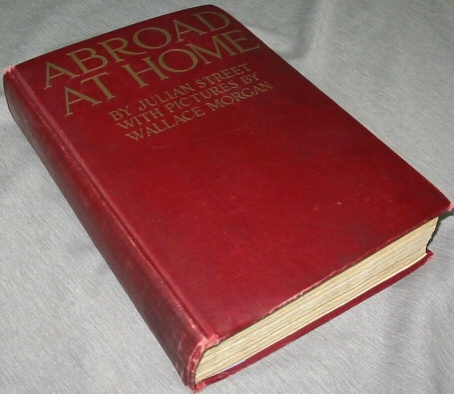 ABROAD
AT HOME
BY JULIAN STREET
WITH PICTURES BY
WALLACE MORGAN